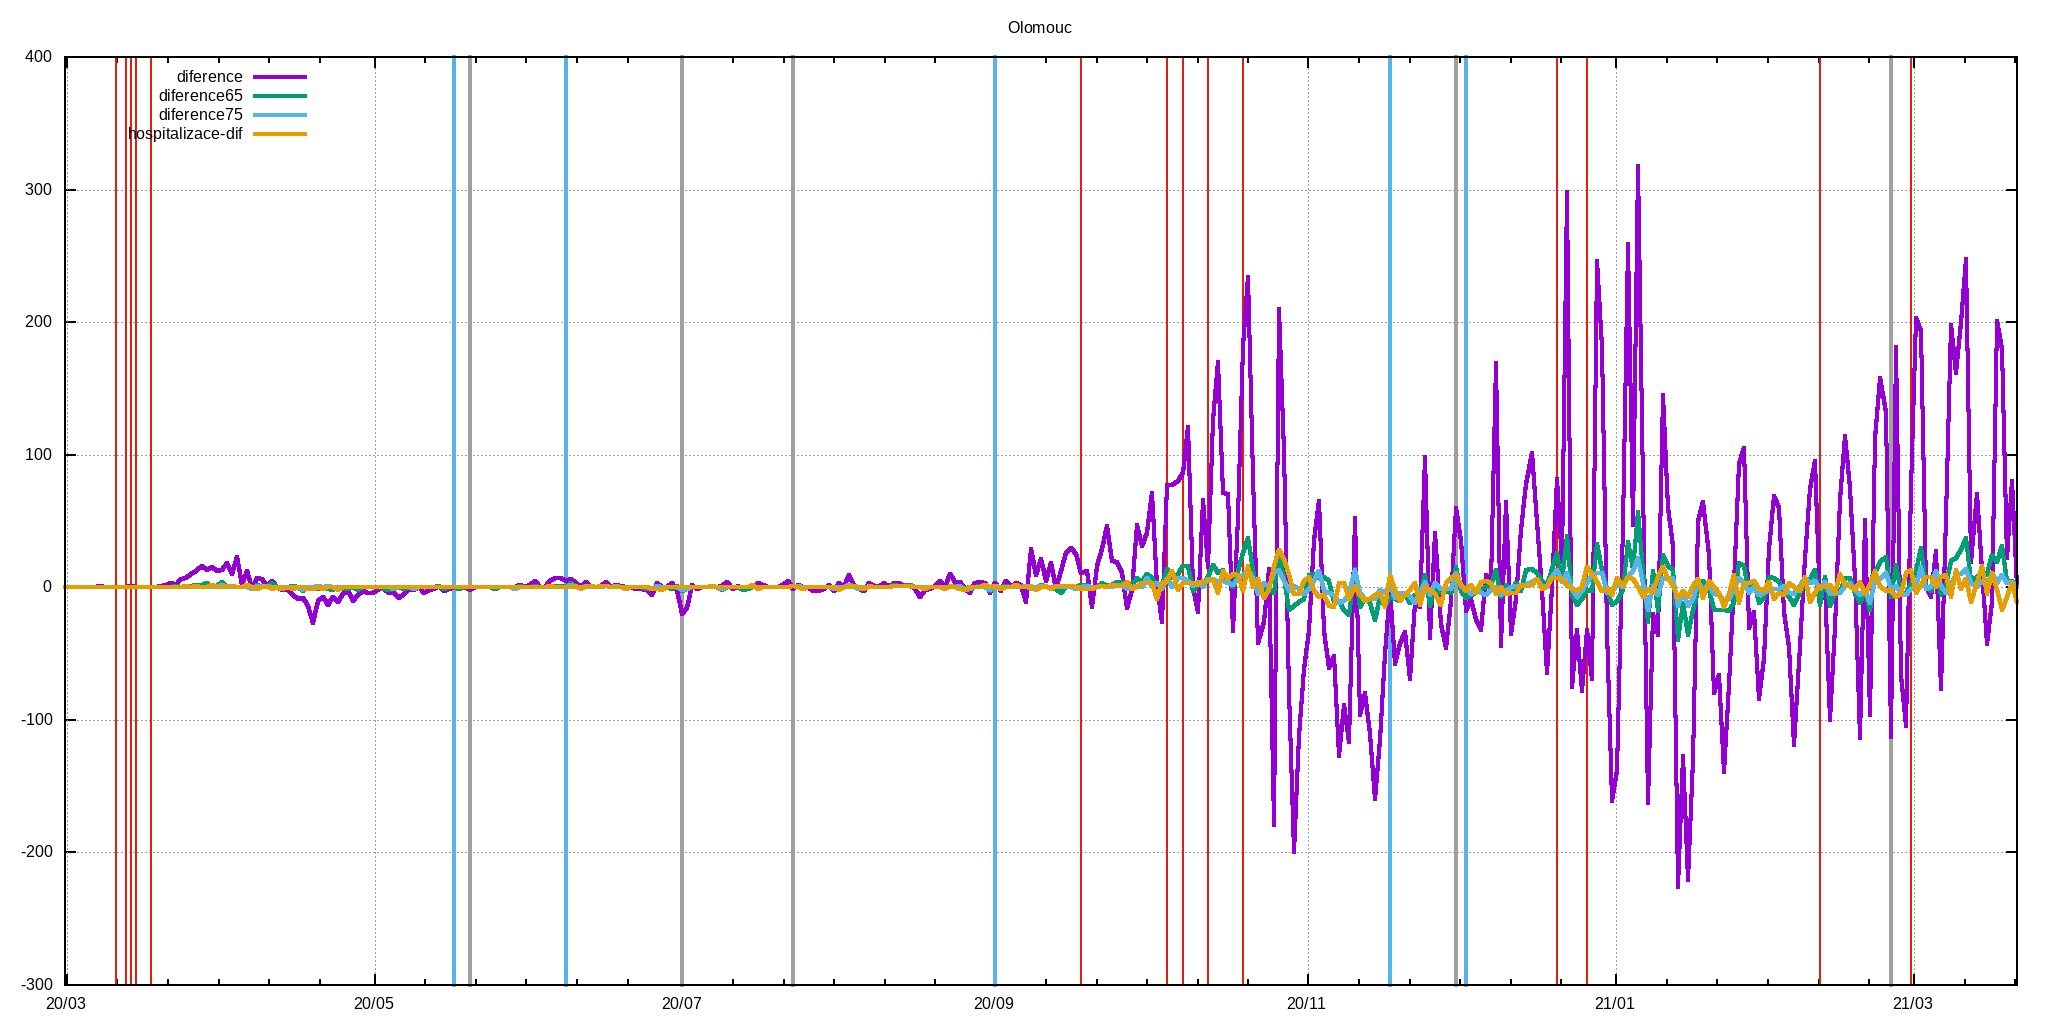 Olomouc
400
diference
diference65
diference75
hospitalizace-dif
300
200
100
0
-100
-200
-300
20/03 20/05 20/07 20/09 20/11 21/01 21/03